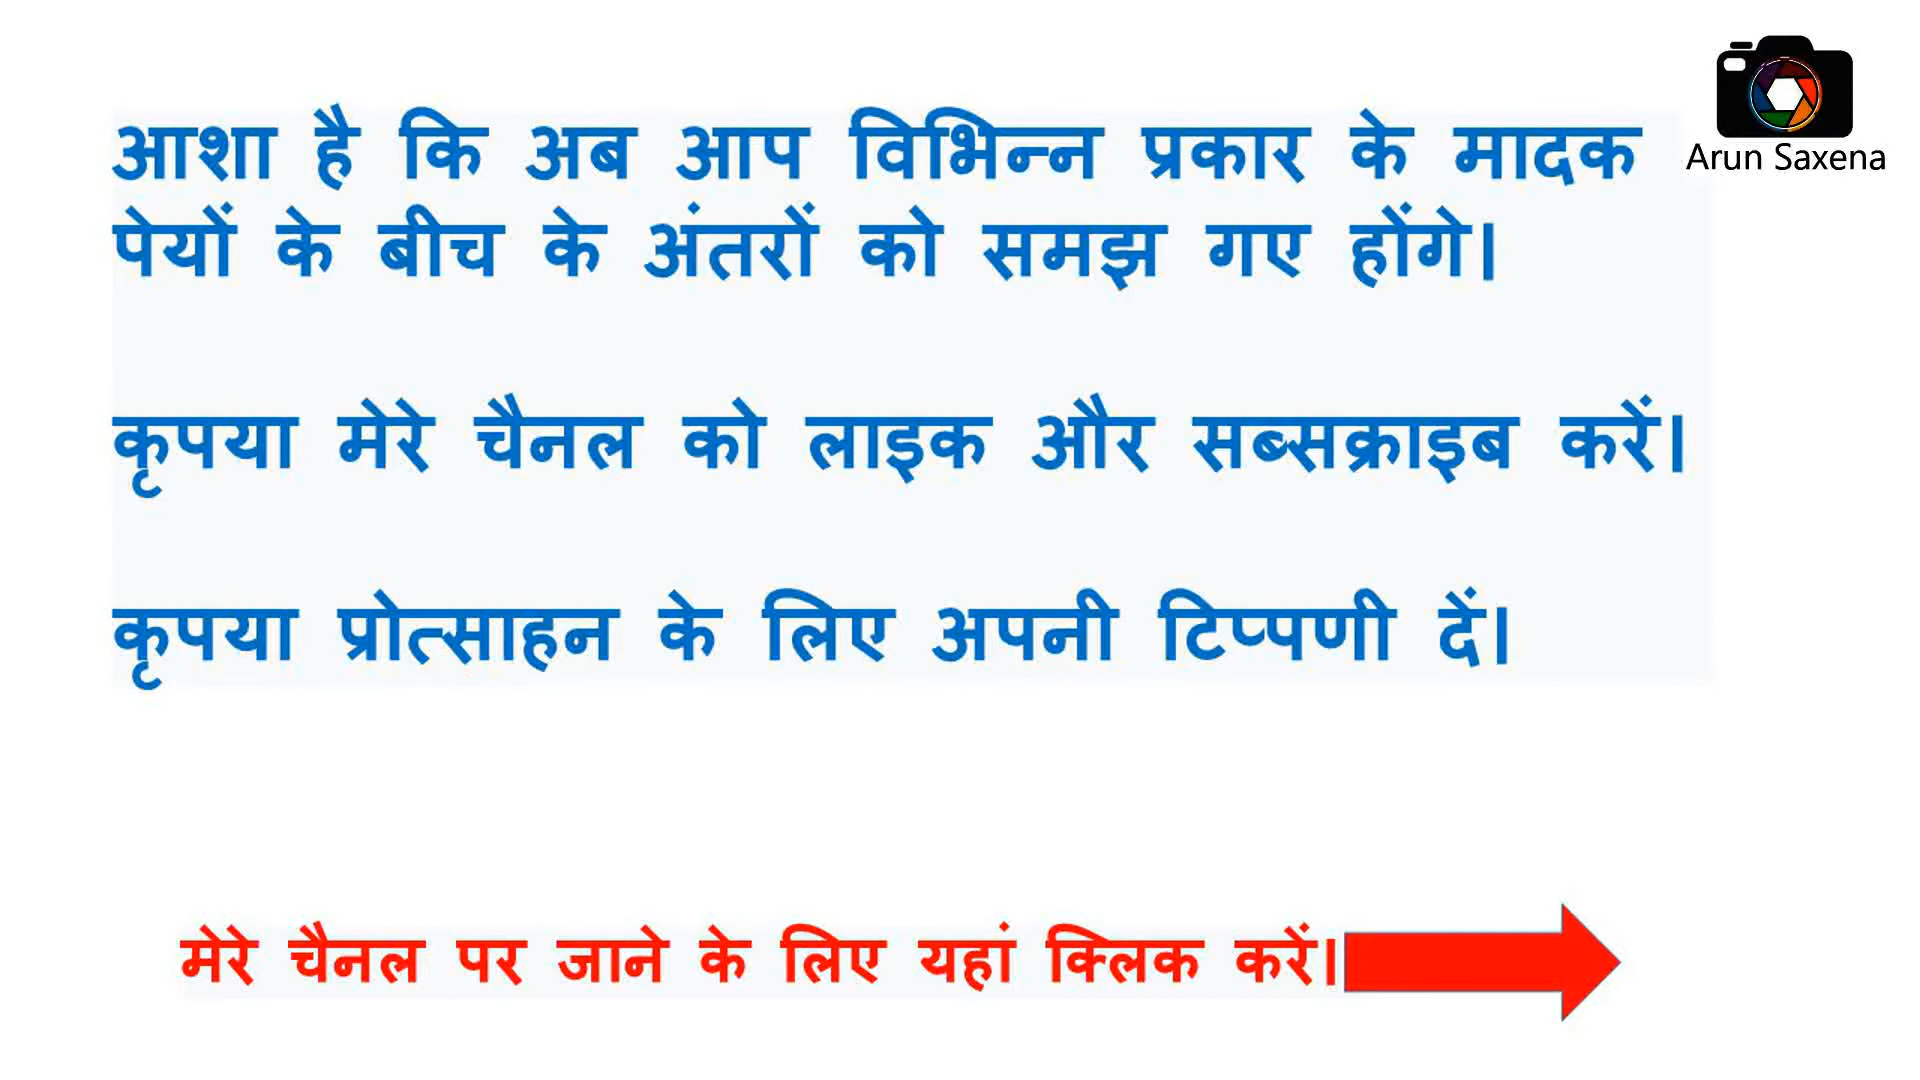 Arun Saxena
आशा है कि अब आप विभिन्न प्रकार के मादक
पेयों के बीच के अंतरों को समझ गए होंगे।
कृपया मेरे चैनल को लाइक और सब्सक्राइब करें।
कृपया प्रोत्साहन के लिए अपनी टिप्पणी दें।
मेरे चैनल पर जाने के लिए यहां क्लिक करें।